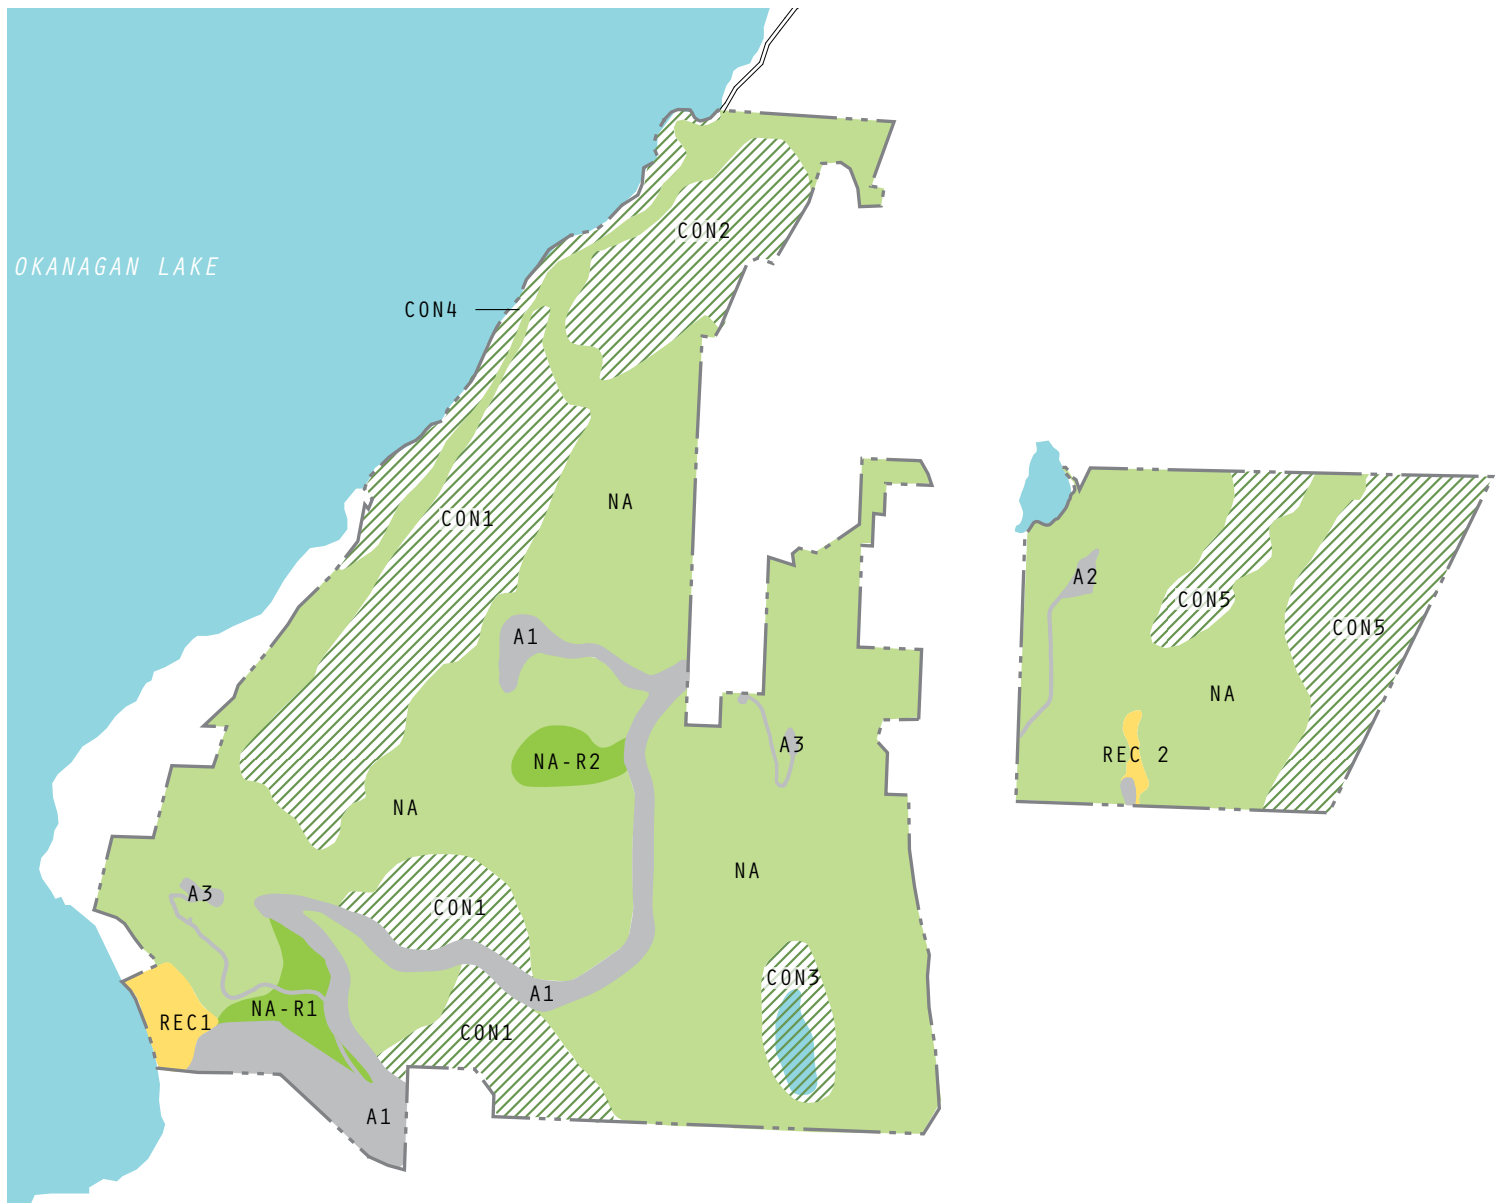 CON2
OKANAGAN LAKE
CON4
NA
CON1
A2
CON5
CON5
A1
NA
A3
REC 2
NA-R2
NA
NA
A3
CON1
CON3
A1
NA-R1
REC1
CON1
A1